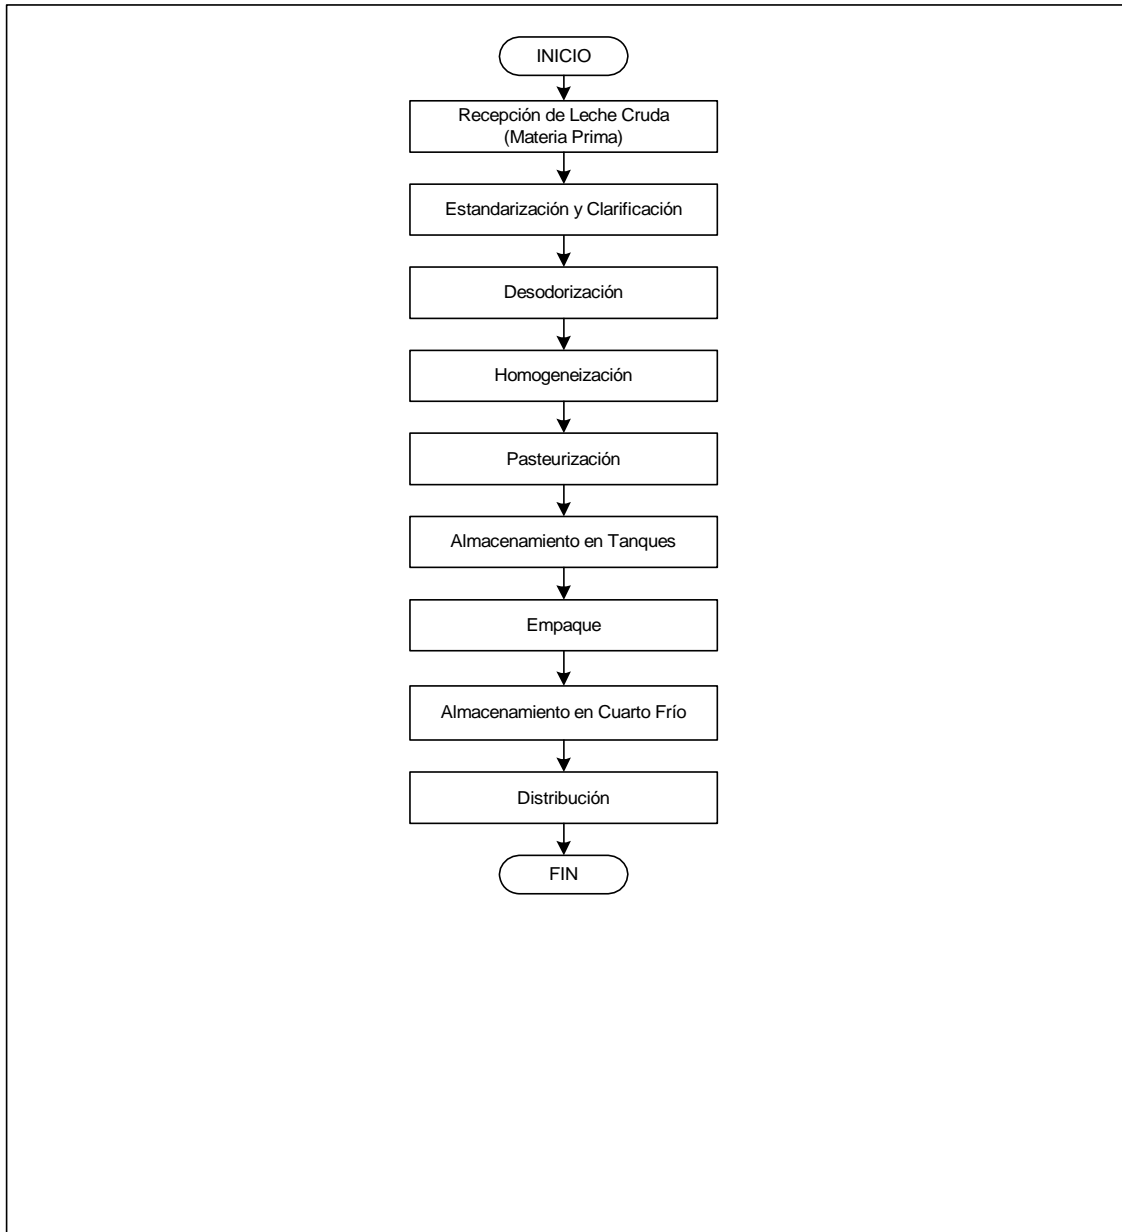 INICIO
Recepción de Leche Cruda
(Materia Prima)
Estandarización y Clarificación
Desodorización
Homogeneización
Pasteurización
Almacenamiento en Tanques
Empaque
Almacenamiento en Cuarto Frío
Distribución
FIN